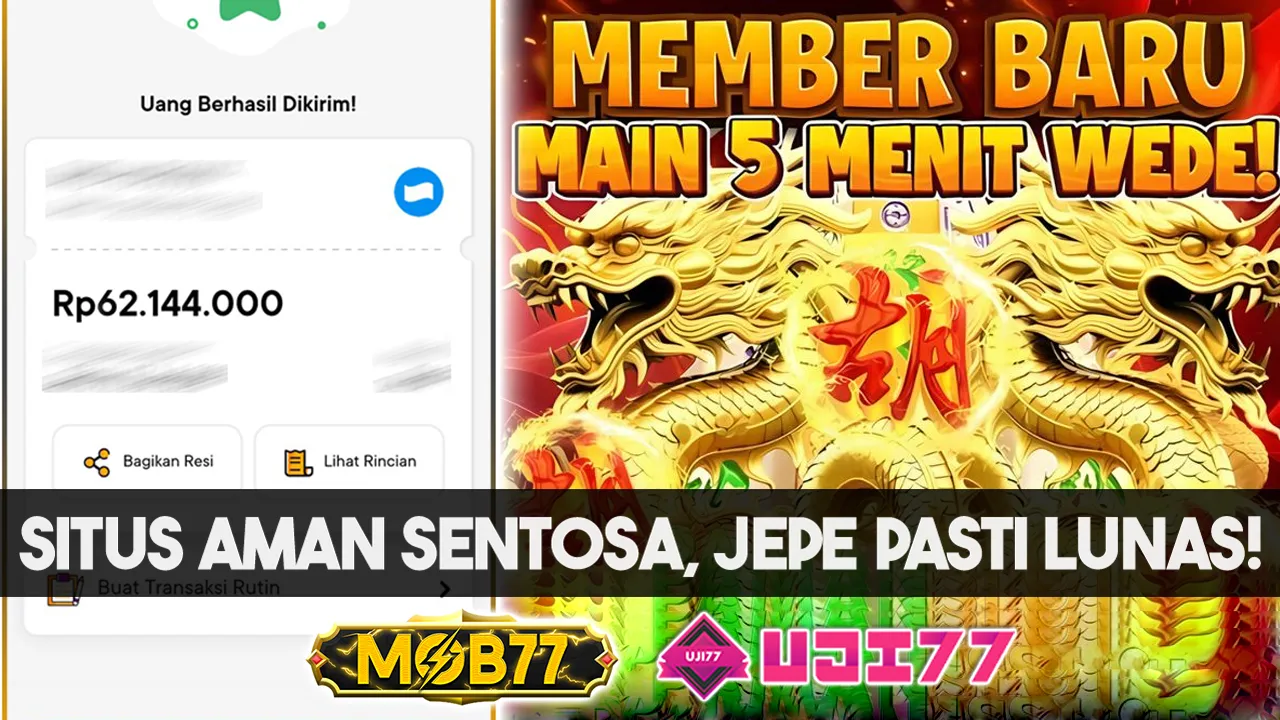 Uang Berhasil Dikirim!
Rp62.144.000
Bagikan Resi
Lihat Rincian
MEMBER BARU
MAIN 5 MENIT WEDE!
胡
SITUS AMAN SENTOSA, JEPE PASTI LUNAS!
Buat Transaksi Rutin
MOB77
UJI77
UJI77